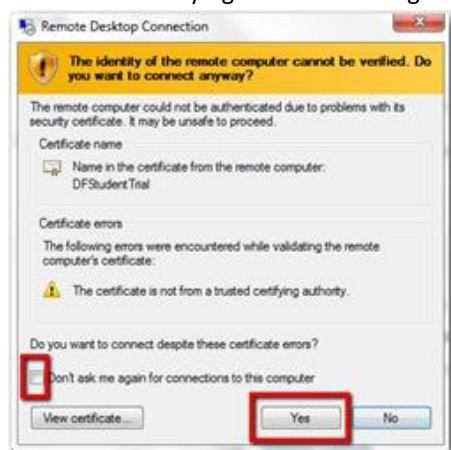 Remote Desktop Connection
The identity of the remote computer cannot be verified. Do
you want to connect anyway?
The remote computer could not be authenticated due to problems with its
security certificate. It may be unsafe to proceed.
Certificate name
Name in the certificate from the remote computer:
DFStudentTrial
Certificate errors
The following errors were encountered while validating the remote
computer's certificate:
The certificate is not from a trusted certifying authority.
Do you want to connect despite these certificate errors?
Don't ask me again for connections to this computer
View certificate...
Yes
No